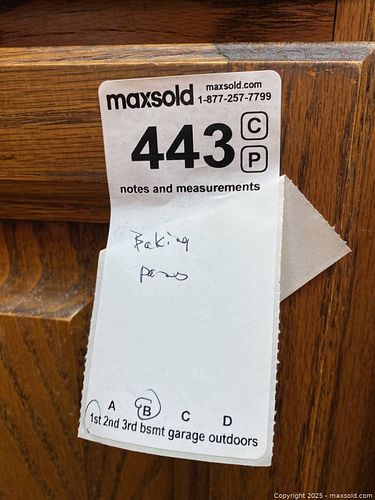 maxsold maxsold.com
1-877-257-7799
443 C
P
notes and measurements
Baking
pans
A B C D
1st 2nd 3rd bsmt garage outdoors
Copyright © 2025 - maxsold.com